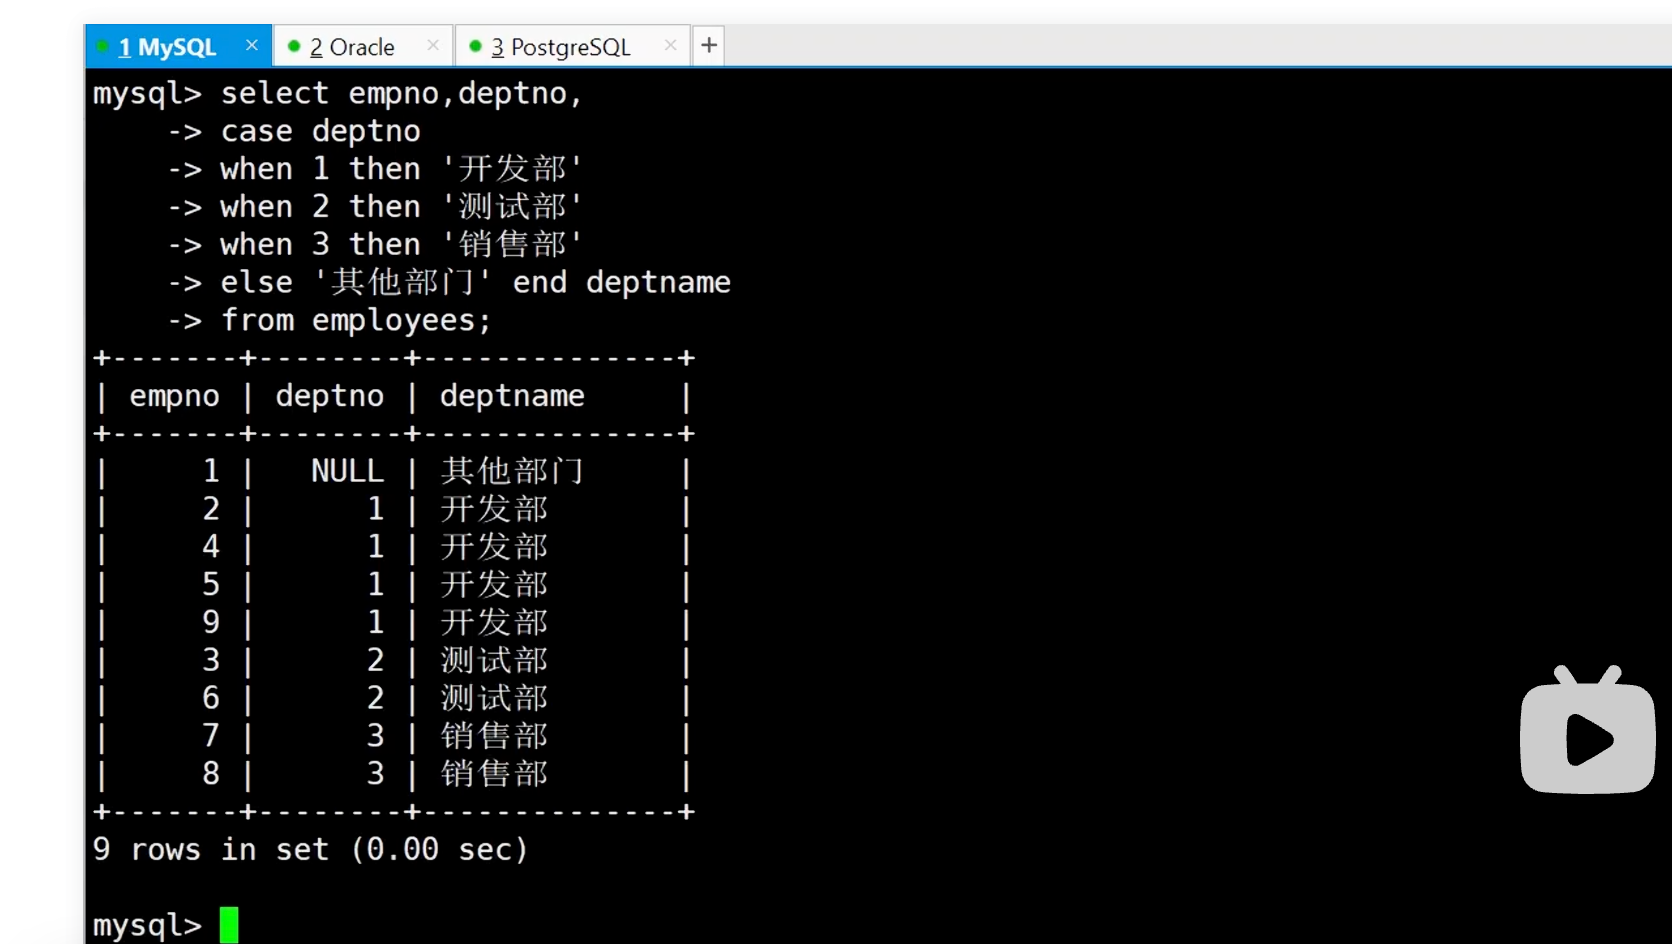 1 MySQL × 2 Oracle × 3 PostgreSQL × +
mysql> select empno,deptno,
    -> case deptno
    -> when 1 then '开发部'
    -> when 2 then '测试部'
    -> when 3 then '销售部'
    -> else '其他部门' end deptname
    -> from employees;
+-------+--------+--------------+
| empno | deptno | deptname     |
+-------+--------+--------------+
|     1 |   NULL | 其他部门     |
|     2 |      1 | 开发部       |
|     4 |      1 | 开发部       |
|     5 |      1 | 开发部       |
|     9 |      1 | 开发部       |
|     3 |      2 | 测试部       |
|     6 |      2 | 测试部       |
|     7 |      3 | 销售部       |
|     8 |      3 | 销售部       |
+-------+--------+--------------+
9 rows in set (0.00 sec)
mysql>